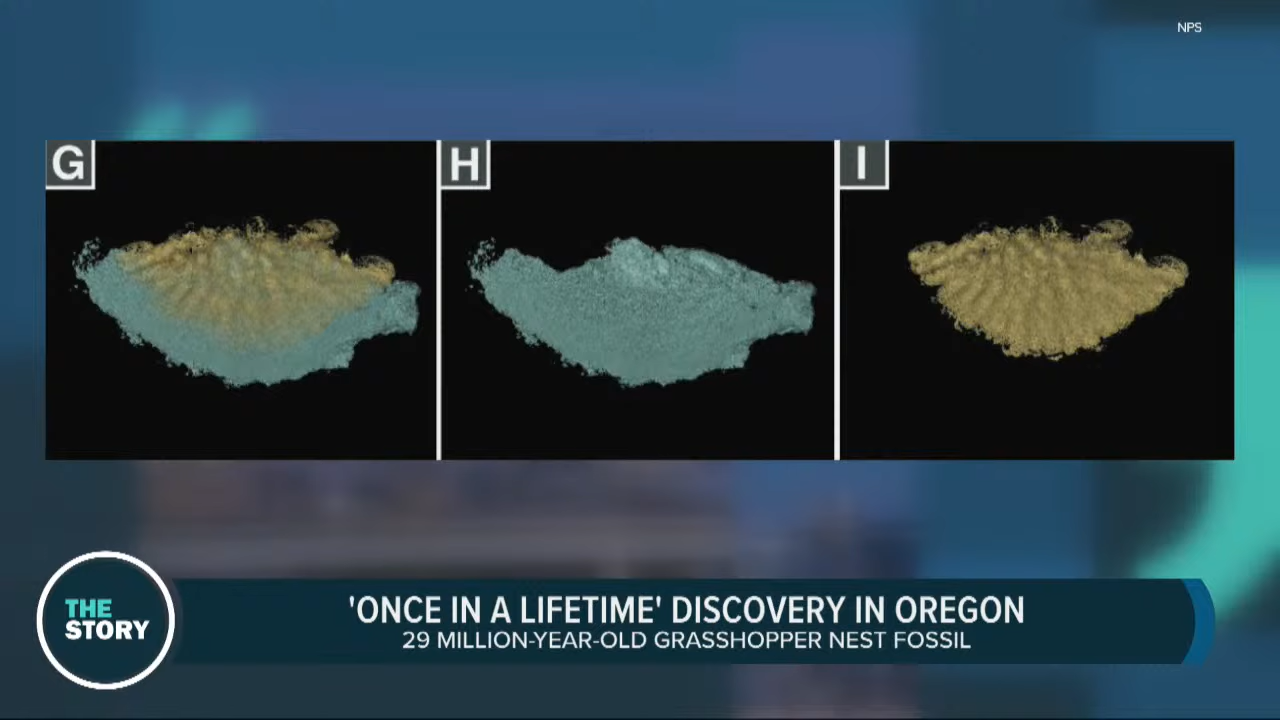 NPS
G
H
I
'ONCE IN A LIFETIME' DISCOVERY IN OREGON
29 MILLION-YEAR-OLD GRASSHOPPER NEST FOSSIL
THE
STORY